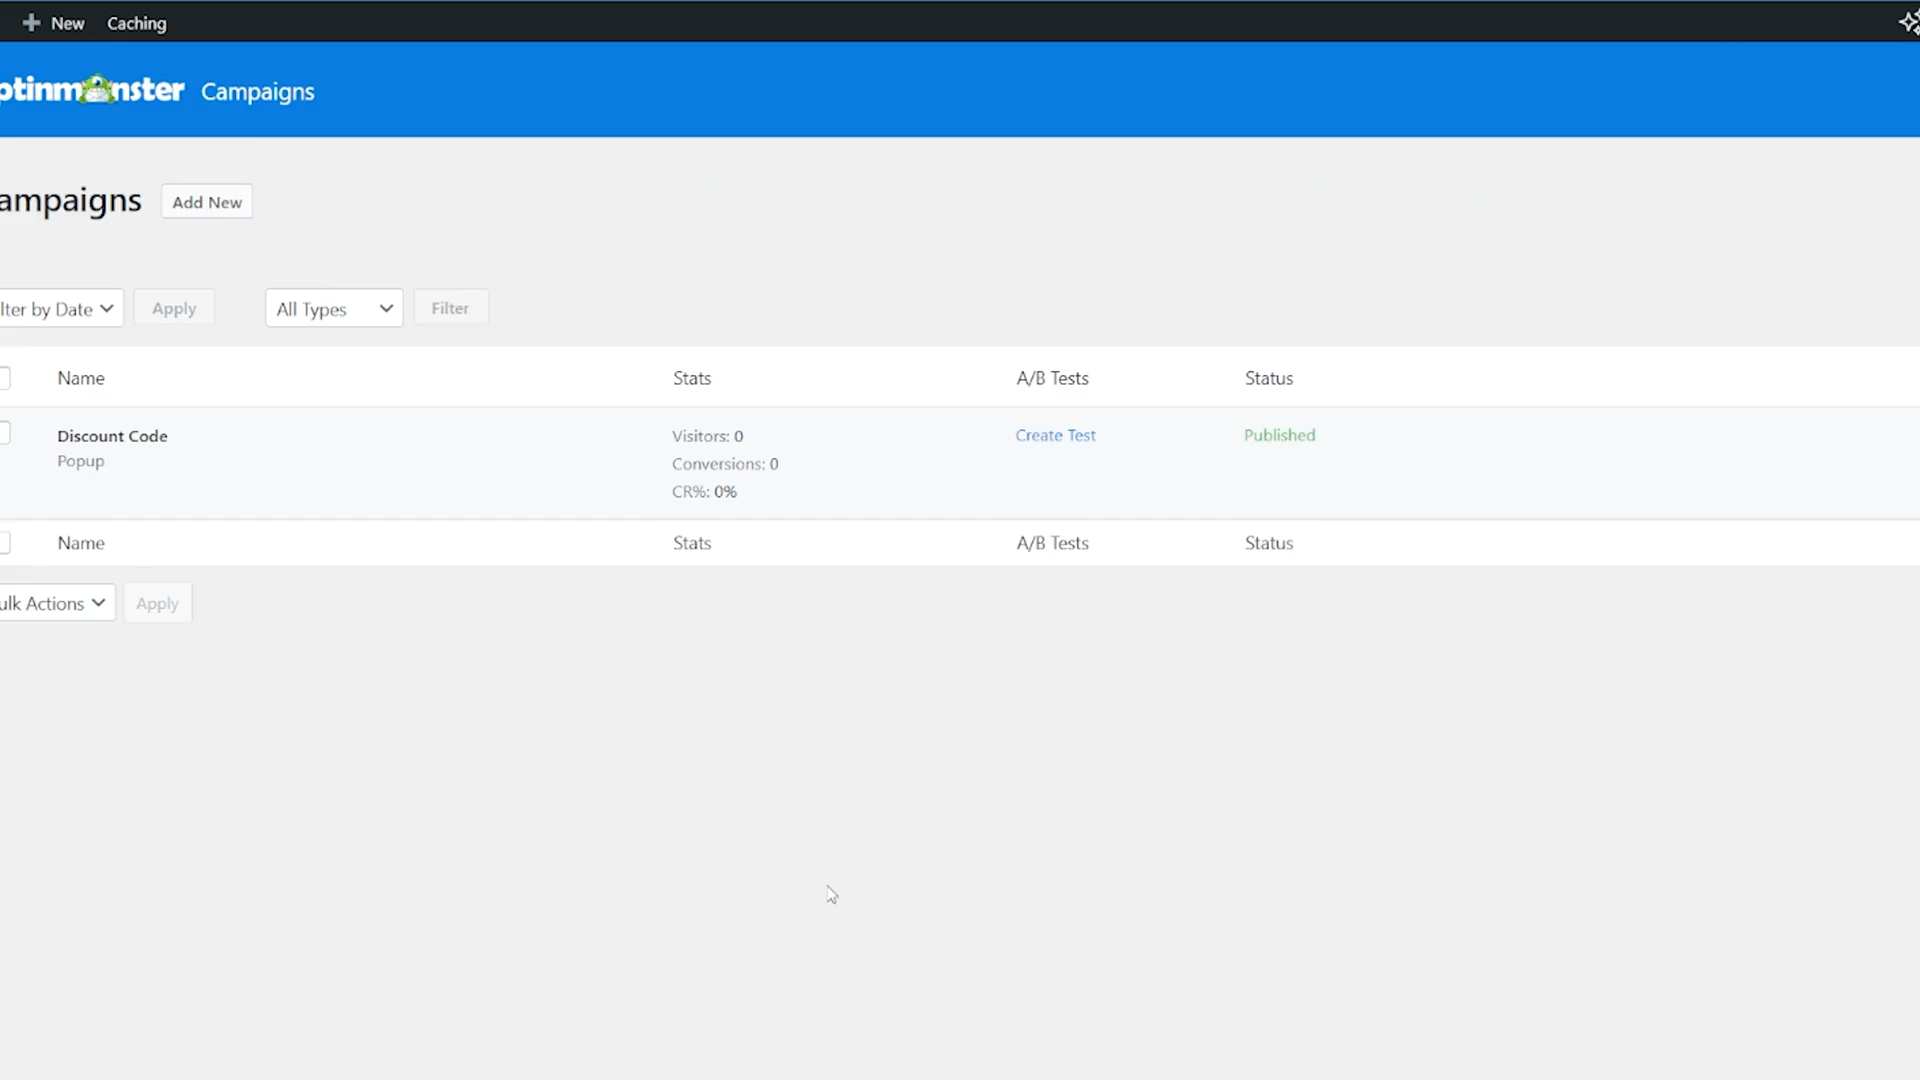 New Caching
ptinmonster Campaigns
ampaigns Add New
lter by Date Apply All Types Filter
Name Stats A/B Tests Status
Discount Code Visitors: 0 Create Test Published
Popup Conversions: 0
CR%: 0%
Name Stats A/B Tests Status
ulk Actions Apply